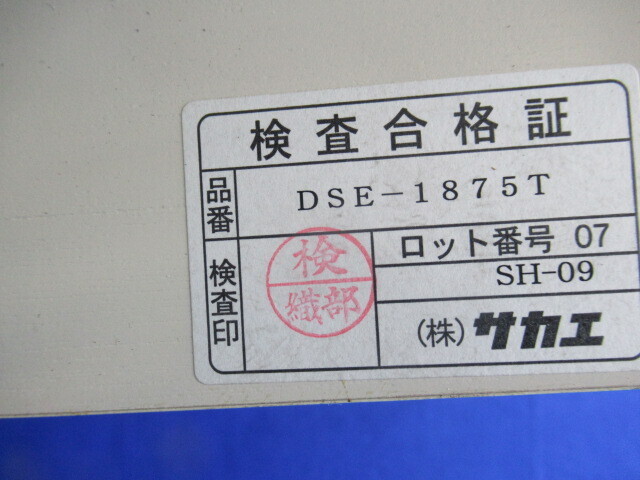 検査合格証
品番 DSE-1875T
検査印
検
織部
ロット番号 07
SH-09
(株)サカエ